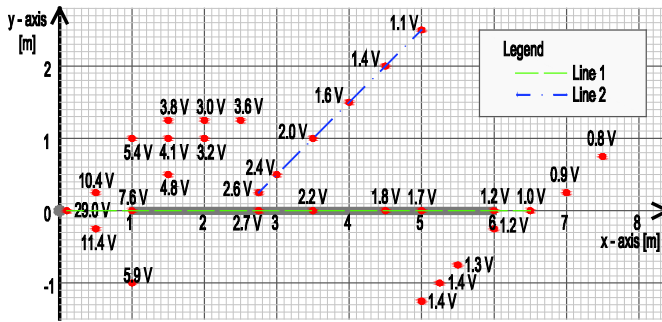 y - axis
[m]
1.1 V
Legend
Line 1
Line 2
2
1.4 V
1.6 V
3.8 V 3.0 V 3.6 V
1
5.4 V 4.1 V 3.2 V
2.0 V
0.8 V
10.4 V
4.8 V
2.4 V
0.9 V
7.6 V
2.6 V
2.2 V
1.8 V
1.7 V
1.2 V
1.0 V
0
29.0 V
1 2 3 4 5 6 7 8
11.4 V
2.7 V
1.2 V
x - axis [m]
-1
5.9 V
1.3 V
1.4 V
1.4 V